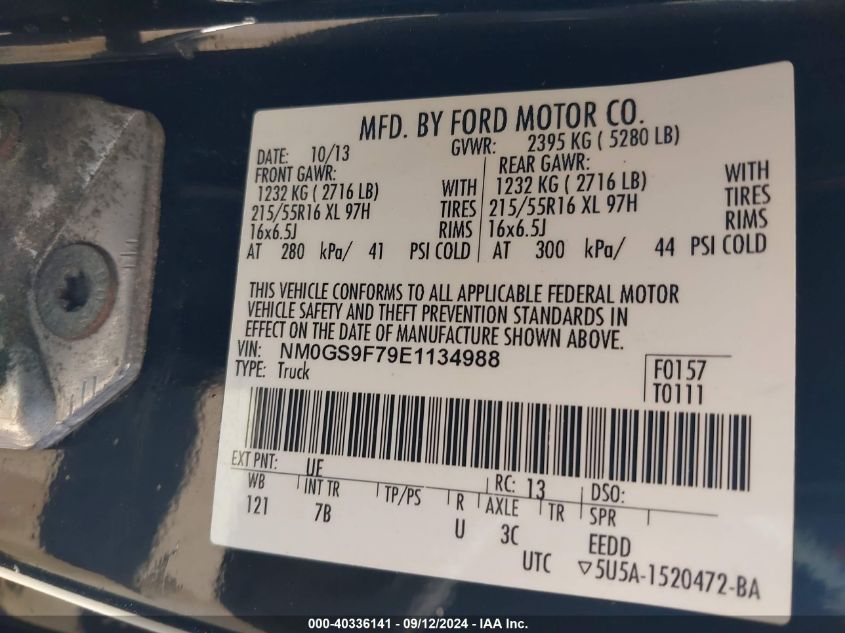 MFD. BY FORD MOTOR CO.
DATE: 10/13 GVWR: 2395 KG ( 5280 LB)
FRONT GAWR: REAR GAWR:
1232 KG ( 2716 LB) WITH 1232 KG ( 2716 LB) WITH
215/55R16 XL 97H TIRES 215/55R16 XL 97H TIRES
16x6.5J RIMS 16x6.5J RIMS
AT 280 kPa/ 41 PSI COLD AT 300 kPa/ 44 PSI COLD
THIS VEHICLE CONFORMS TO ALL APPLICABLE FEDERAL MOTOR
VEHICLE SAFETY AND THEFT PREVENTION STANDARDS IN
EFFECT ON THE DATE OF MANUFACTURE SHOWN ABOVE.
VIN: NM0GS9F79E1134988 F0157
TYPE: Truck T0111
EXT PNT: UE RC: 13 DSO:
WB INT TR TP/PS R AXLE TR SPR
121 7B U 3C EEDD
UTC ▽5U5A-1520472-BA
000-40336141 - 09/12/2024 - IAA Inc.